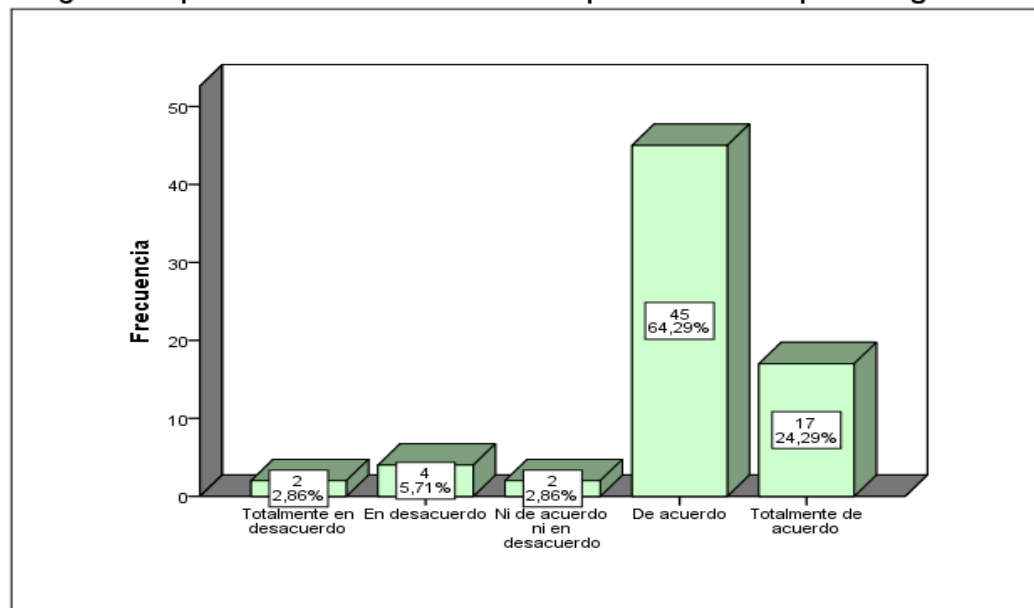 50
40
30
20
10
0
Frecuencia
2
2,86%
4
5,71%
2
2,86%
45
64,29%
17
24,29%
Totalmente en
desacuerdo
En desacuerdo
Ni de acuerdo
ni en
desacuerdo
De acuerdo
Totalmente de
acuerdo